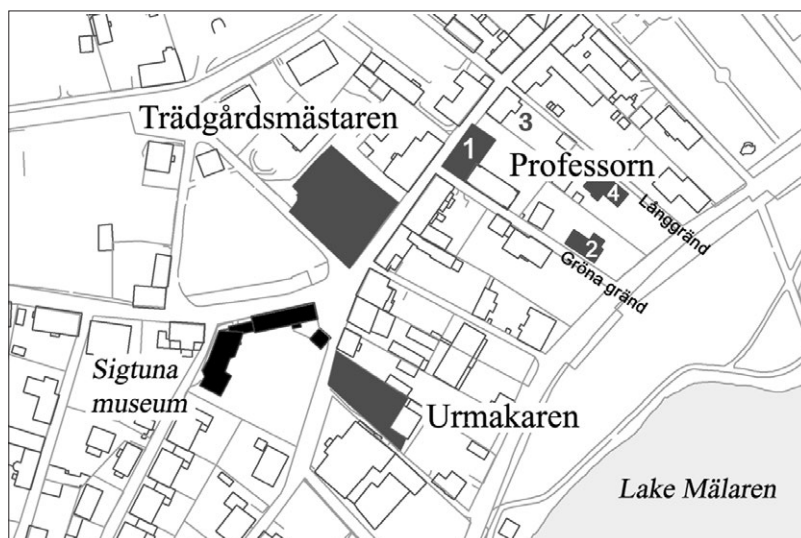 Trädgårdsmästaren
1
3
Professorn
4
Långgränd
2
Gröna gränd
Sigtuna
museum
Urmakaren
Lake Mälaren